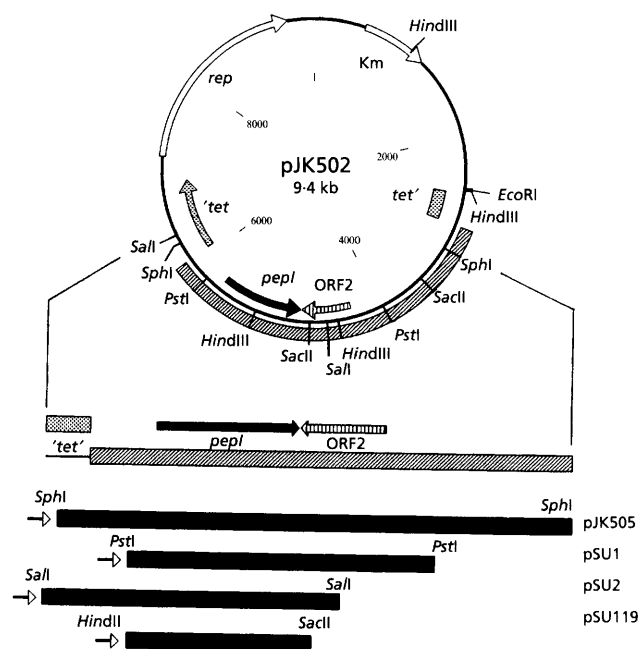 HindIII
Km
rep
8000
pJK502
9·4 kb
2000
tet'
EcoRI
HindIII
'tet
6000
4000
SalI
SphI
PstI
pepI
ORF2
SphI
SacII
PstI
HindIII
SacII
SalI
HindIII
'tet'
pepI
ORF2
SphI SphI
pJK505
PstI PstI
pSU1
SalI SalI
pSU2
HindII SacII
pSU119